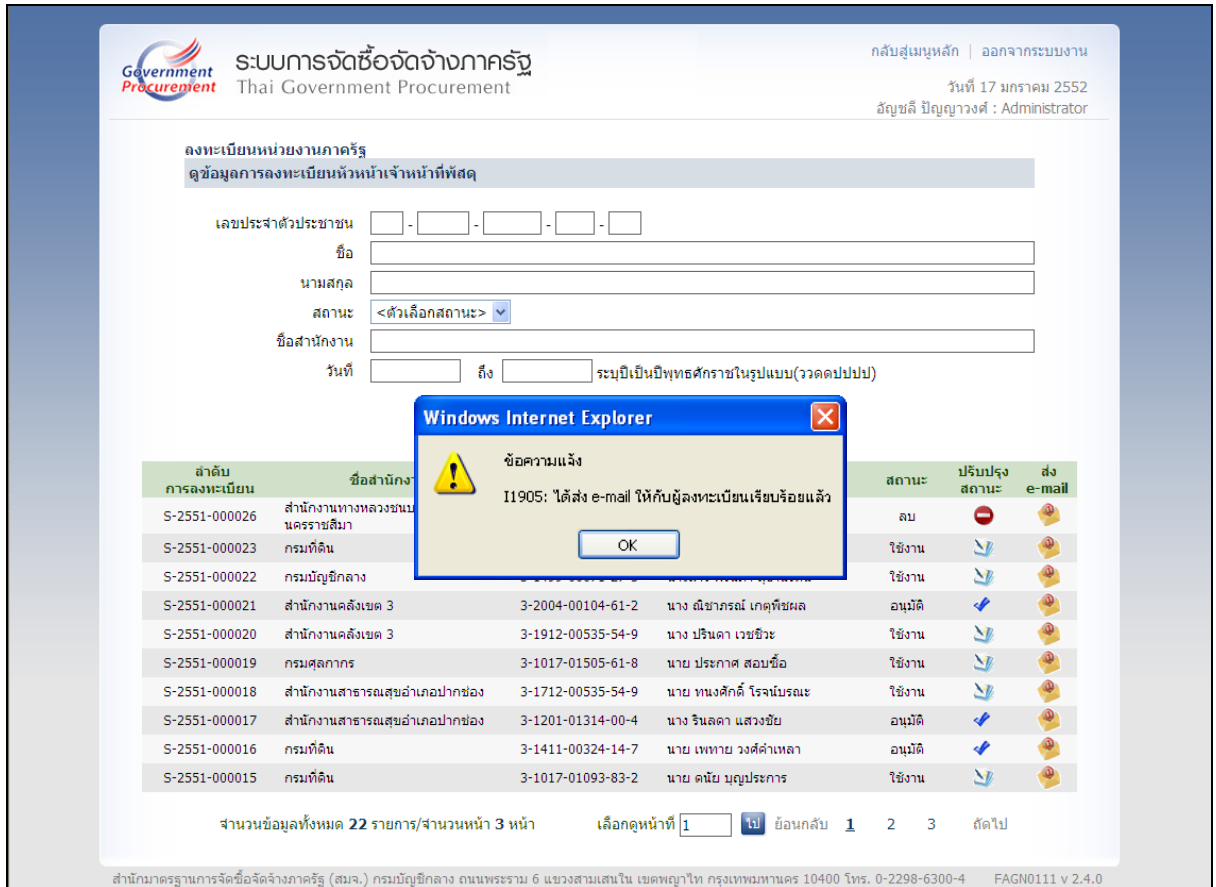 Government
Procurement
ระบบการจัดซื้อจัดจ้างภาครัฐ
Thai Government Procurement
กลับสู่เมนูหลัก | ออกจากระบบงาน
วันที่ 17 มกราคม 2552
อัญชลี ปัญญาวงศ์ : Administrator
ลงทะเบียนหน่วยงานภาครัฐ
ดูข้อมูลการลงทะเบียนหัวหน้าเจ้าหน้าที่พัสดุ
เลขประจำตัวประชาชน - - - -
ชื่อ
นามสกุล
สถานะ <ตัวเลือกสถานะ>
ชื่อสำนักงาน
วันที่ ถึง ระบุปีเป็นปีพุทธศักราชในรูปแบบ(ววดดปปปป)
Windows Internet Explorer
ข้อความแจ้ง
I1905: ได้ส่ง e-mail ให้กับผู้ลงทะเบียนเรียบร้อยแล้ว
OK
ลำดับการลงทะเบียน ชื่อสำนักงา สถานะ ปรับปรุงสถานะ ส่ง e-mail
S-2551-000026 สำนักงานทางหลวงชนบ นครราชสีมา ลบ
S-2551-000023 กรมที่ดิน ใช้งาน
S-2551-000022 กรมบัญชีกลาง ใช้งาน
S-2551-000021 สำนักงานคลังเขต 3 3-2004-00104-61-2 นาง ณิชาภรณ์ เกตุพืชผล อนุมัติ
S-2551-000020 สำนักงานคลังเขต 3 3-1912-00535-54-9 นาง ปรินดา เวชชีวะ ใช้งาน
S-2551-000019 กรมศุลกากร 3-1017-01505-61-8 นาย ประกาศ สอบชื้อ ใช้งาน
S-2551-000018 สำนักงานสาธารณสุขอำเภอปากช่อง 3-1712-00535-54-9 นาย ทนงศักดิ์ โรจน์บรณะ ใช้งาน
S-2551-000017 สำนักงานสาธารณสุขอำเภอปากช่อง 3-1201-01314-00-4 นาง รินลดา แสวงชัย อนุมัติ
S-2551-000016 กรมที่ดิน 3-1411-00324-14-7 นาย เพทาย วงศ์คำเหลา อนุมัติ
S-2551-000015 กรมที่ดิน 3-1017-01093-83-2 นาย ดนัย บุญประการ ใช้งาน
จำนวนข้อมูลทั้งหมด 22 รายการ/จำนวนหน้า 3 หน้า เลือกดูหน้าที่ 1 ไป ย้อนกลับ 1 2 3 ถัดไป
สำนักมาตรฐานการจัดซื้อจัดจ้างภาครัฐ (สมจ.) กรมบัญชีกลาง ถนนพระราม 6 แขวงสามเสนใน เขตพญาไท กรุงเทพมหานคร 10400 โทร. 0-2298-6300-4 FAGN0111 v 2.4.0